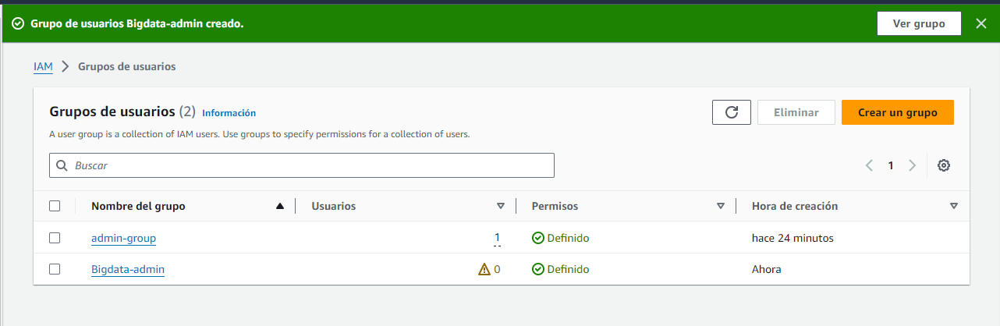 Grupo de usuarios Bigdata-admin creado.
Ver grupo
IAM > Grupos de usuarios
Grupos de usuarios (2) Información
Eliminar
Crear un grupo
A user group is a collection of IAM users. Use groups to specify permissions for a collection of users.
Buscar
1
Nombre del grupo Usuarios Permisos Hora de creación
admin-group 1 Definido hace 24 minutos
Bigdata-admin 0 Definido Ahora